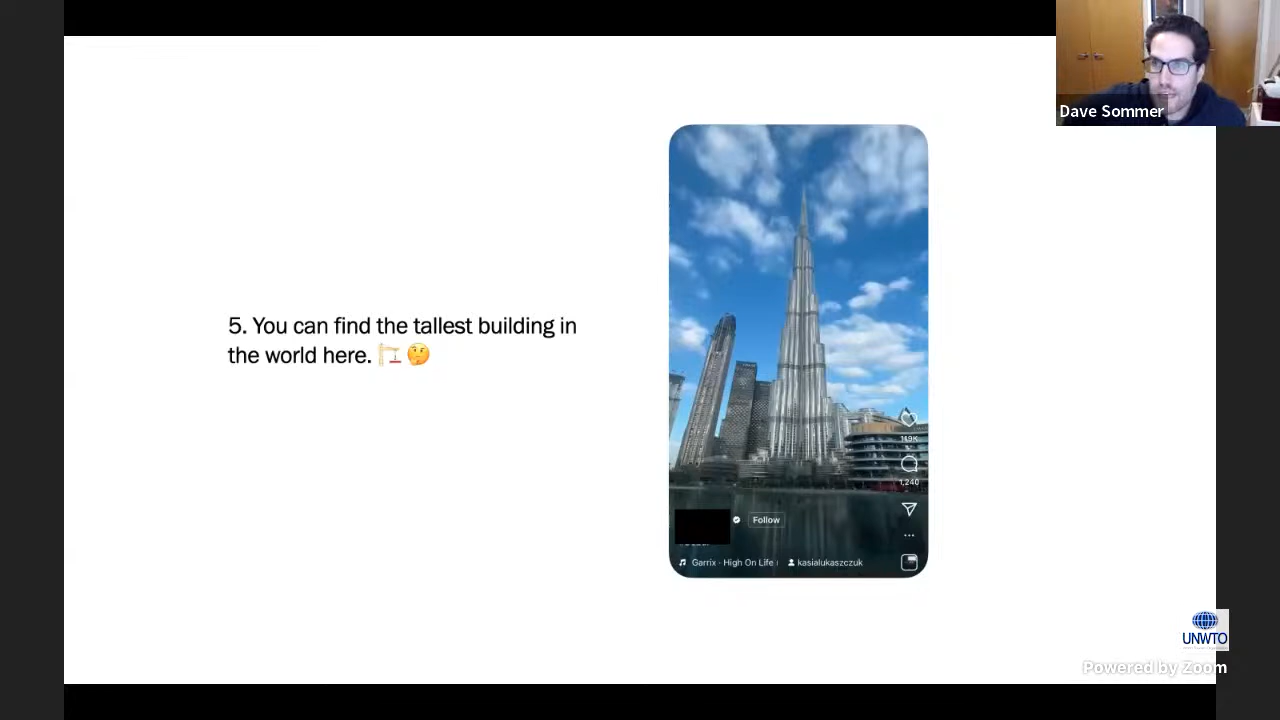 Dave Sommer
5. You can find the tallest building in
the world here. 🏗️🤔
119K
1,240
Follow
Garrix · High On Life
kasialukaszczuk
UNWTO
Powered by Zoom